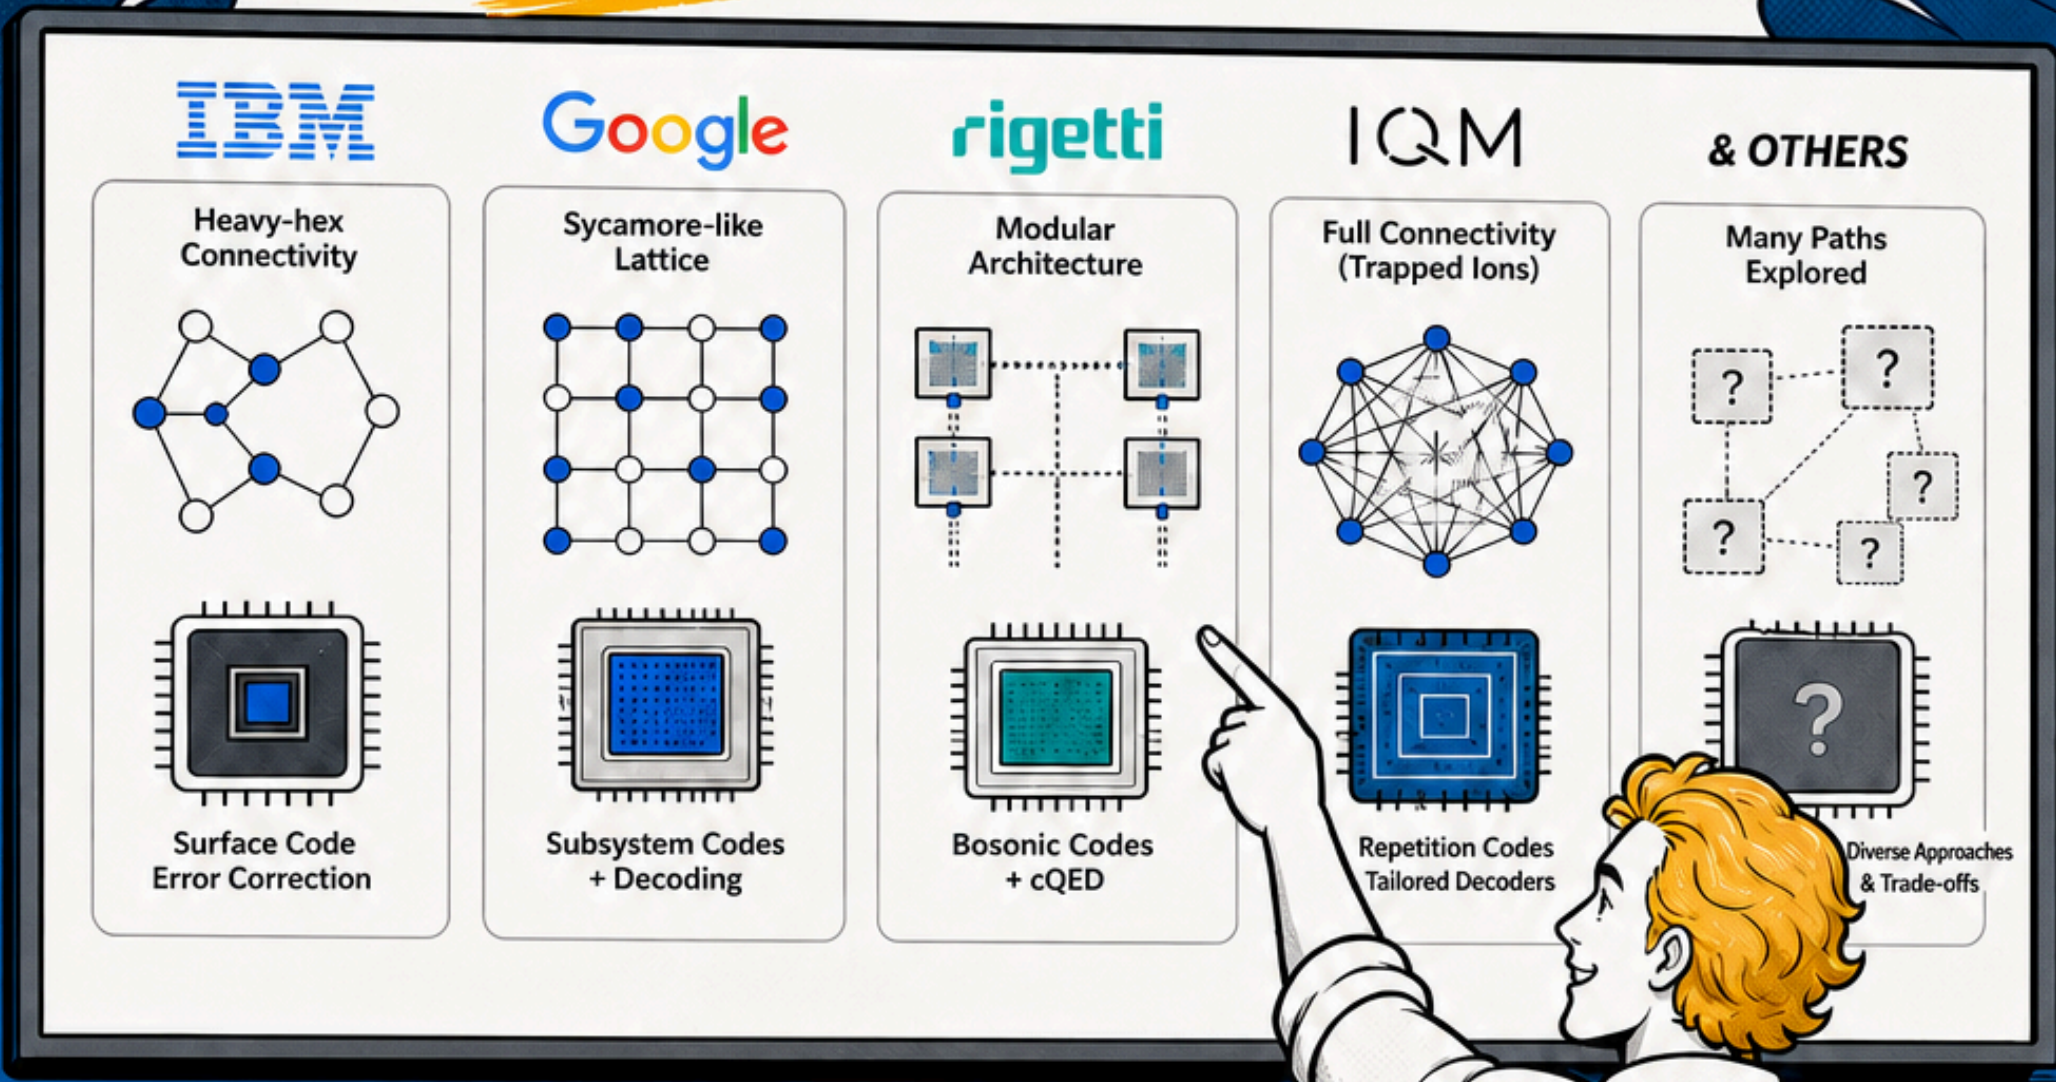 IBM
Google
rigetti
IQM
& OTHERS
Heavy-hex
Connectivity
Surface Code
Error Correction
Sycamore-like
Lattice
Subsystem Codes
+ Decoding
Modular
Architecture
Bosonic Codes
+ cQED
Full Connectivity
(Trapped Ions)
Repetition Codes
Tailored Decoders
Many Paths
Explored
?
?
?
?
?
?
Diverse Approaches
& Trade-offs